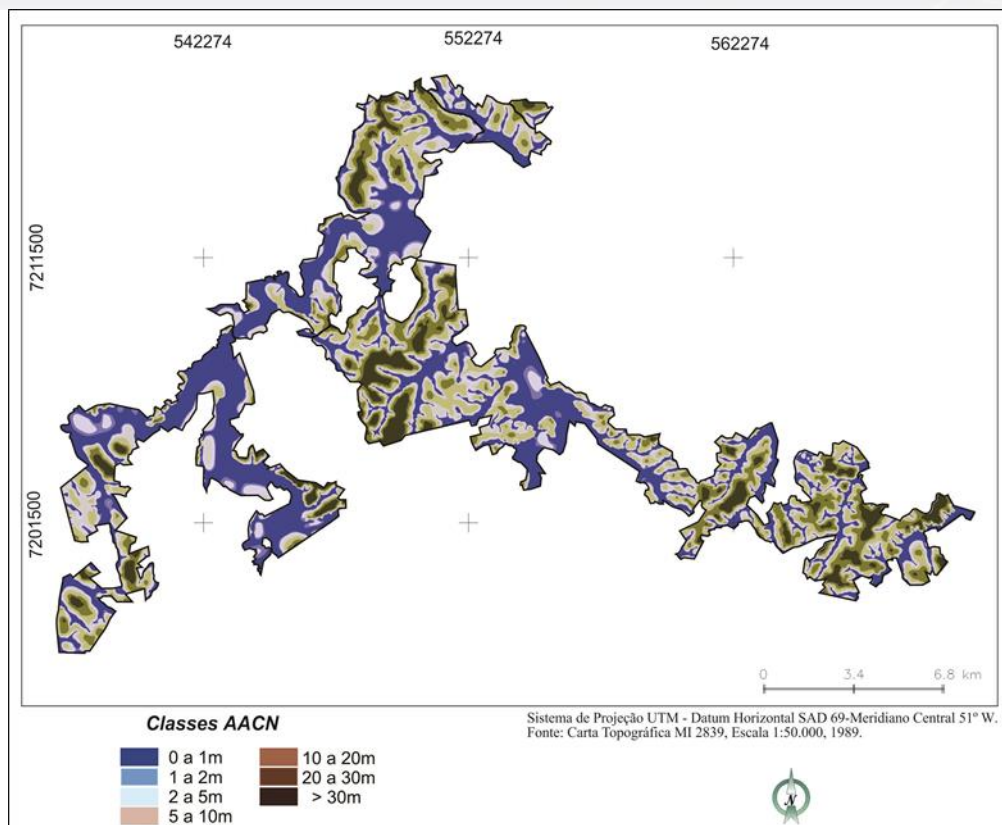 542274
552274
562274
7211500
7201500
0
3.4
6.8 km
Classes AACN
0 a 1m
1 a 2m
2 a 5m
5 a 10m
10 a 20m
20 a 30m
> 30m
Sistema de Projeção UTM - Datum Horizontal SAD 69-Meridiano Central 51º W.
Fonte: Carta Topográfica MI 2839, Escala 1:50.000, 1989.
N